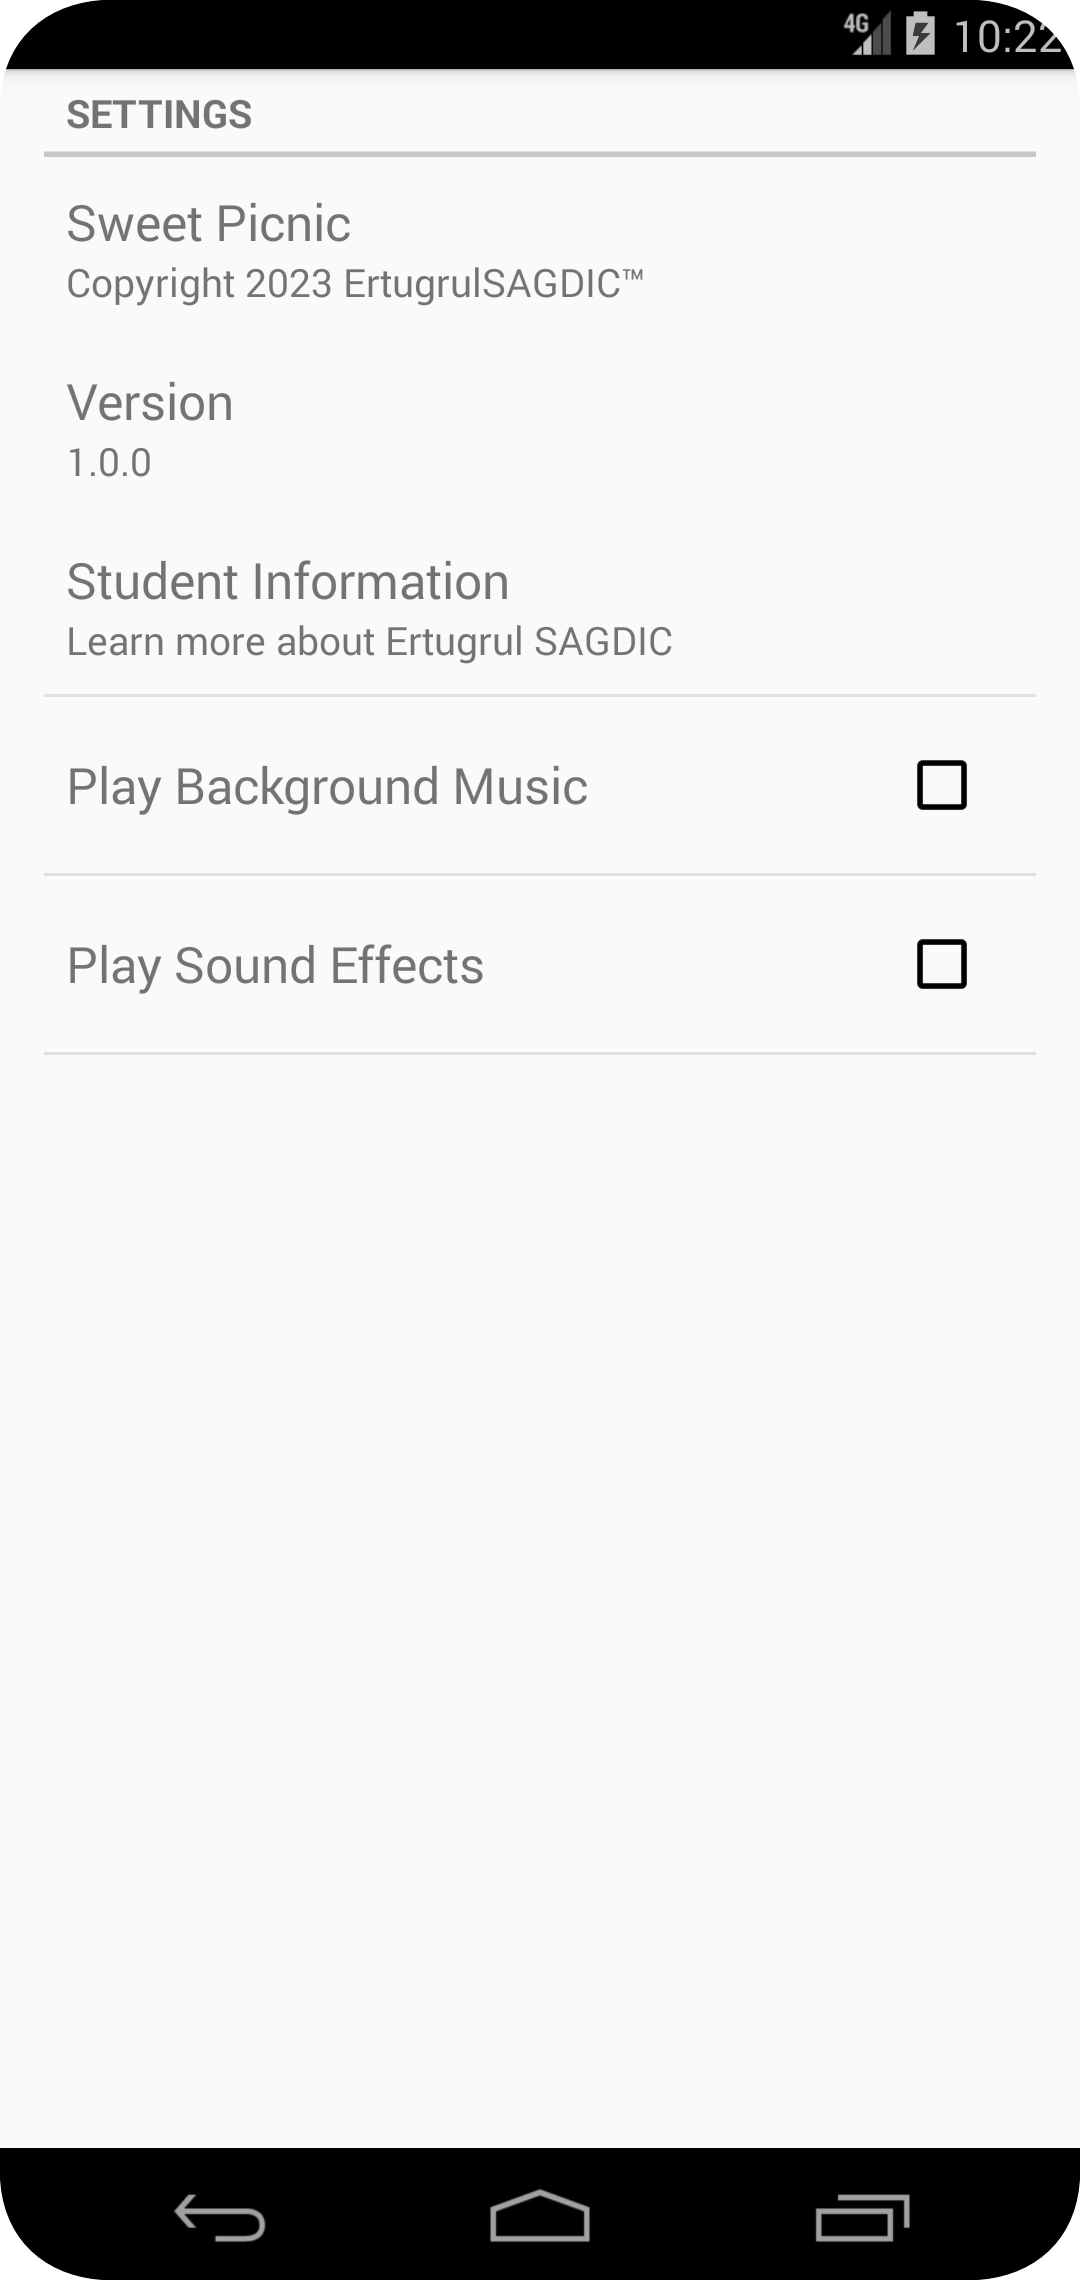 4G 10:22
SETTINGS
Sweet Picnic
Copyright 2023 ErtugrulSAGDIC™
Version
1.0.0
Student Information
Learn more about Ertugrul SAGDIC
Play Background Music
Play Sound Effects